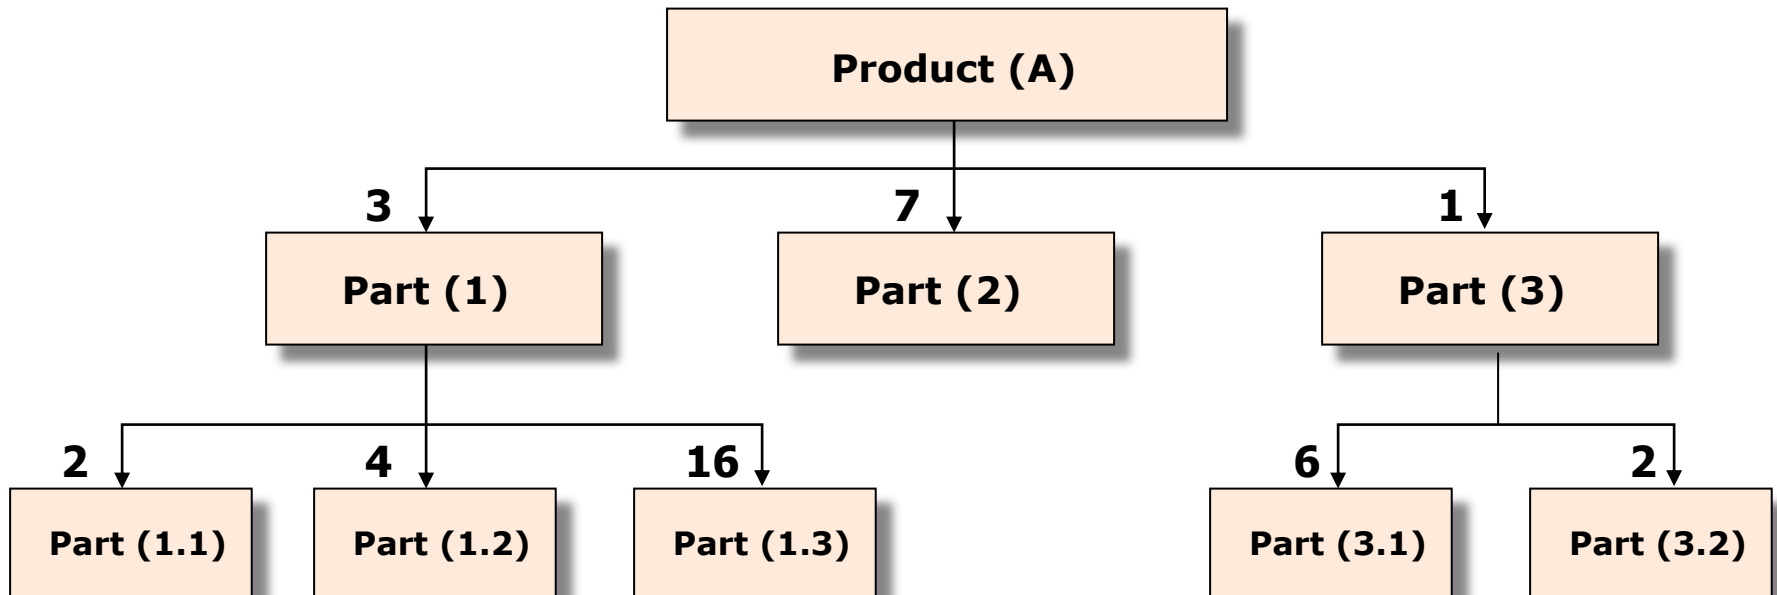 Product (A)
3
7
1
Part (1)
Part (2)
Part (3)
2
4
16
6
2
Part (1.1)
Part (1.2)
Part (1.3)
Part (3.1)
Part (3.2)